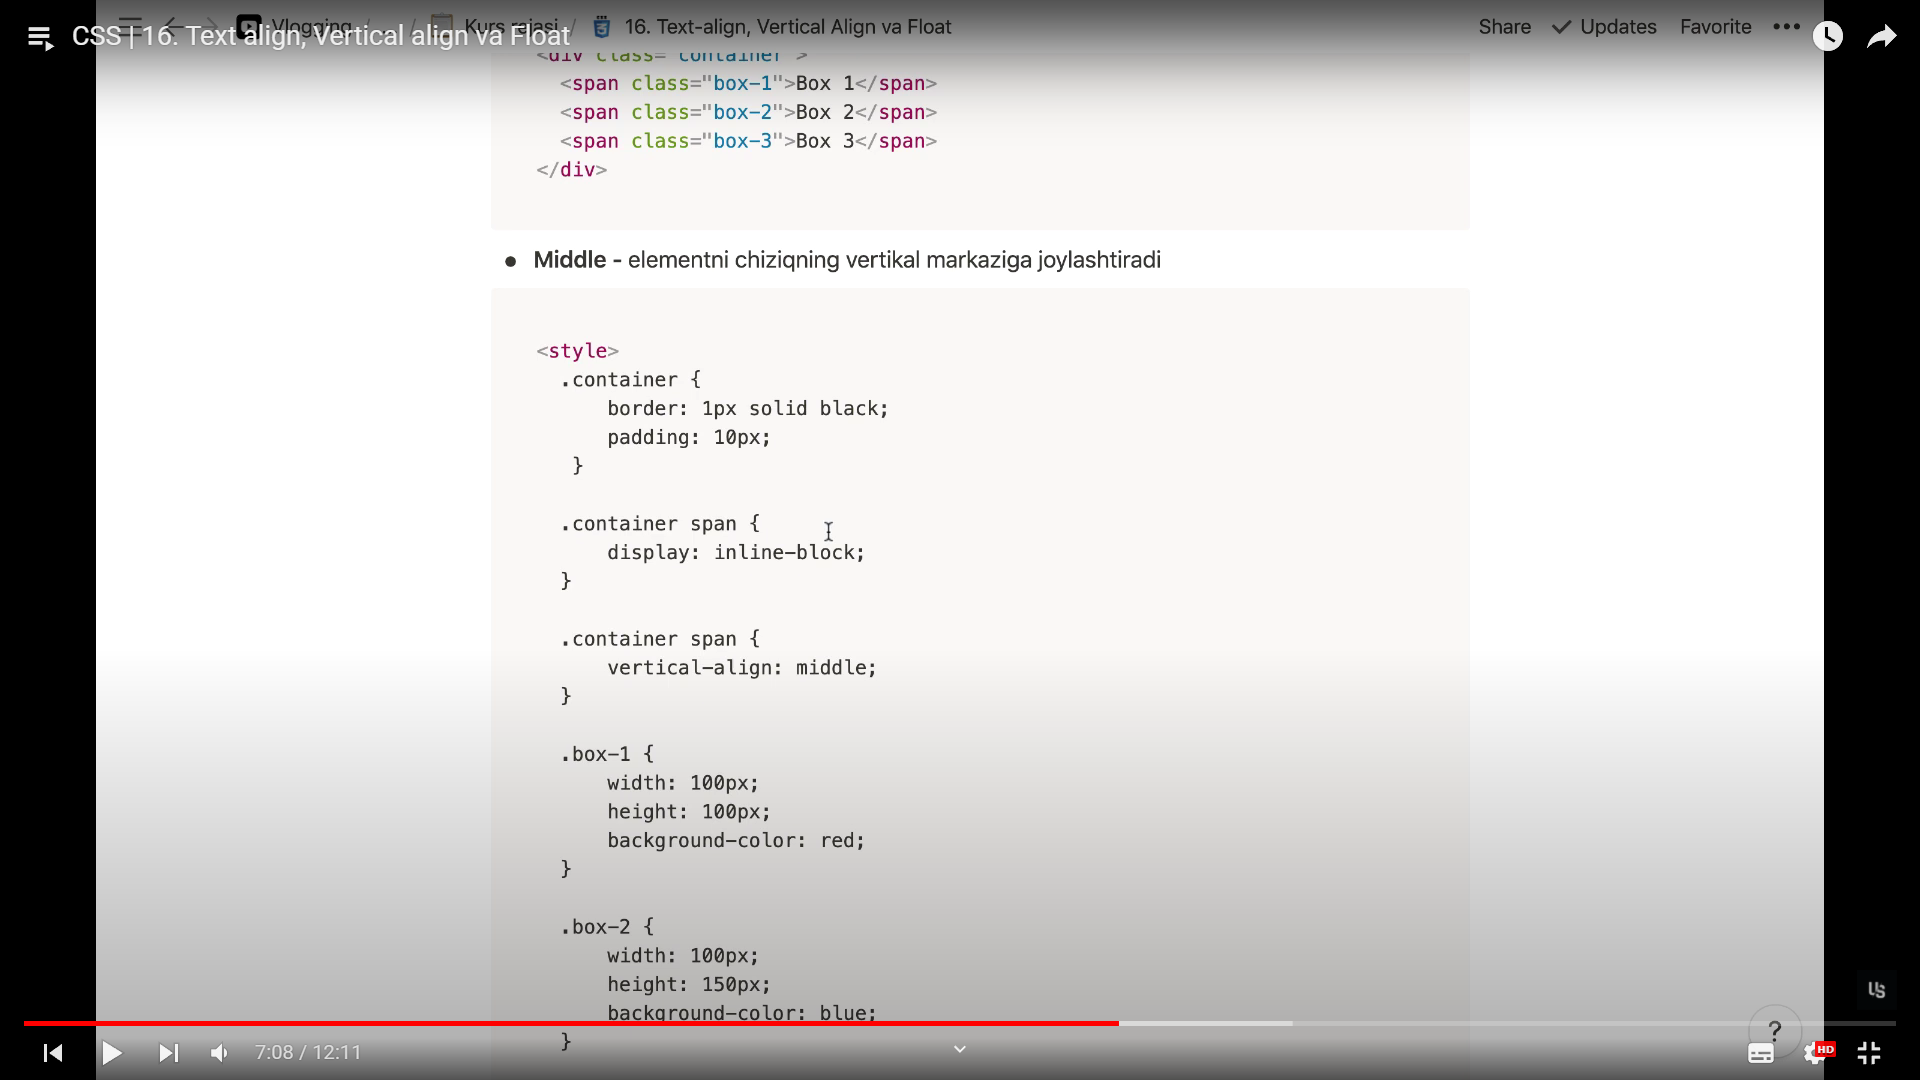 CSS | 16. Text align, Vertical align va Float
Vlogging / ... / Kurs rejasi / 16. Text-align, Vertical Align va Float
Share Updates Favorite
<div class="container">
<span class="box-1">Box 1</span>
<span class="box-2">Box 2</span>
<span class="box-3">Box 3</span>
</div>
• Middle - elementni chiziqning vertikal markaziga joylashtiradi
<style>
.container {
border: 1px solid black;
padding: 10px;
}
.container span {
display: inline-block;
}
.container span {
vertical-align: middle;
}
.box-1 {
width: 100px;
height: 100px;
background-color: red;
}
.box-2 {
width: 100px;
height: 150px;
background-color: blue;
}
?
7:08 / 12:11
HD